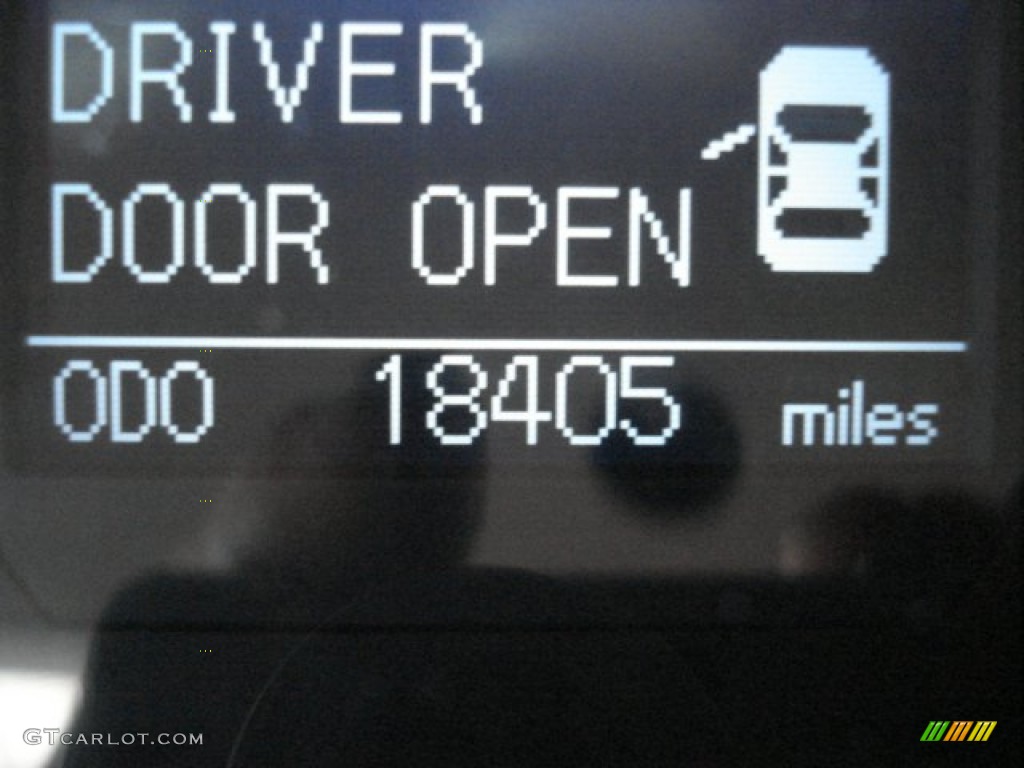 DRIVER
DOOR OPEN
ODO 18405 miles
GTCARLOT.COM